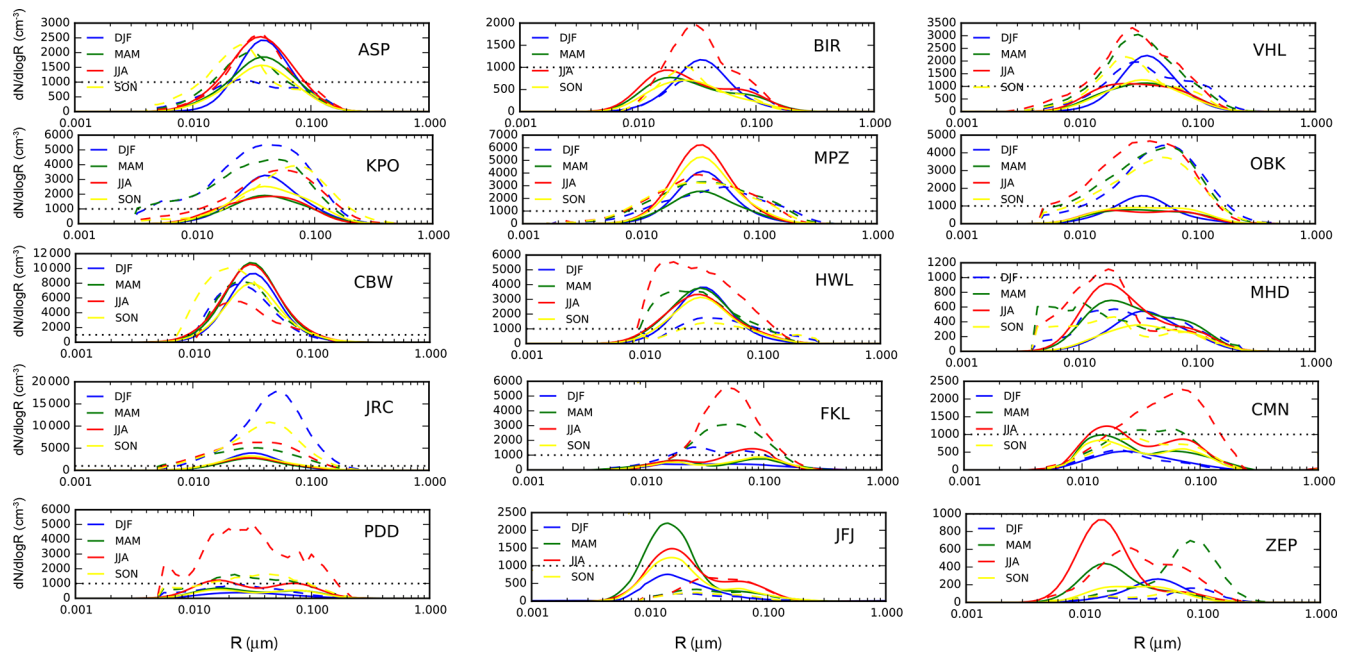 dN/dlogR (cm⁻³)
3000
2500
2000
1500
1000
500
0
DJF
MAM
JJA
SON
ASP
0.001 0.010 0.100 1.000
2000
1500
1000
500
0
DJF
MAM
JJA
SON
BIR
0.001 0.010 0.100 1.000
3500
3000
2500
2000
1500
1000
500
0
DJF
MAM
JJA
SON
VHL
0.001 0.010 0.100 1.000
dN/dlogR (cm⁻³)
6000
5000
4000
3000
2000
1000
0
DJF
MAM
JJA
SON
KPO
0.001 0.010 0.100 1.000
7000
6000
5000
4000
3000
2000
1000
0
DJF
MAM
JJA
SON
MPZ
0.001 0.010 0.100 1.000
5000
4000
3000
2000
1000
0
DJF
MAM
JJA
SON
OBK
0.001 0.010 0.100 1.000
dN/dlogR (cm⁻³)
12000
10000
8000
6000
4000
2000
0
DJF
MAM
JJA
SON
CBW
0.001 0.010 0.100 1.000
6000
5000
4000
3000
2000
1000
0
DJF
MAM
JJA
SON
HWL
0.001 0.010 0.100 1.000
1200
1000
800
600
400
200
0
DJF
MAM
JJA
SON
MHD
0.001 0.010 0.100 1.000
dN/dlogR (cm⁻³)
20000
15000
10000
5000
0
DJF
MAM
JJA
SON
JRC
0.001 0.010 0.100 1.000
6000
5000
4000
3000
2000
1000
0
DJF
MAM
JJA
SON
FKL
0.001 0.010 0.100 1.000
2500
2000
1500
1000
500
0
DJF
MAM
JJA
SON
CMN
0.001 0.010 0.100 1.000
dN/dlogR (cm⁻³)
6000
5000
4000
3000
2000
1000
0
DJF
MAM
JJA
SON
PDD
0.001 0.010 0.100 1.000
R (μm)
2500
2000
1500
1000
500
0
DJF
MAM
JJA
SON
JFJ
0.001 0.010 0.100 1.000
R (μm)
1000
800
600
400
200
0
DJF
MAM
JJA
SON
ZEP
0.001 0.010 0.100 1.000
R (μm)